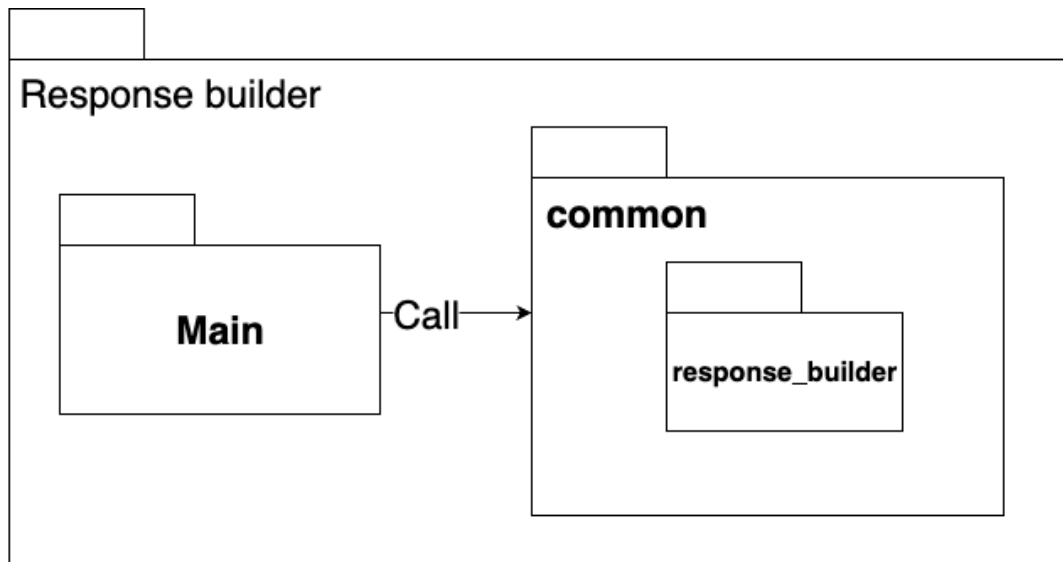 Response builder
common
Main
Call
response_builder